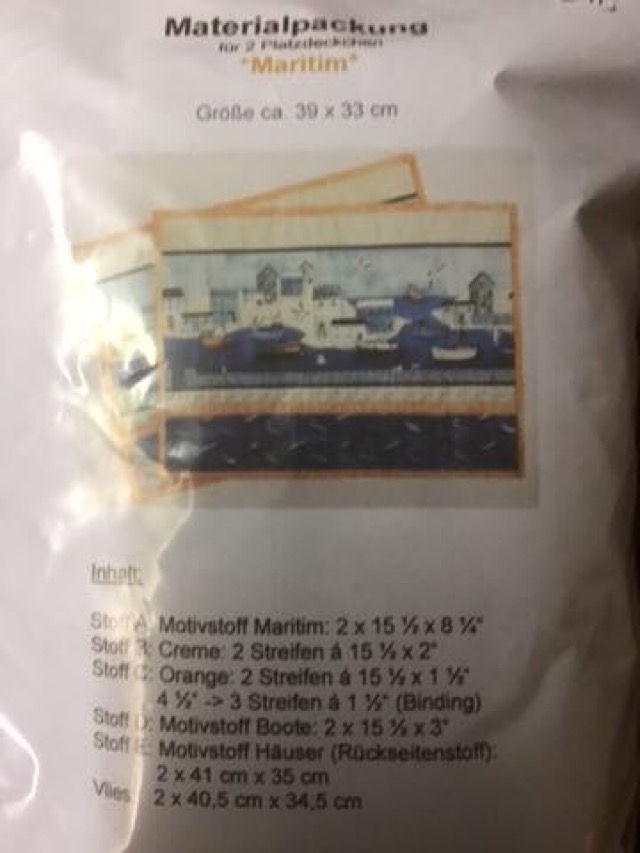 Materialpackung
für 2 Platzdeckchen
"Maritim"
Größe ca. 39 x 33 cm
Inhalt:
Stoff A: Motivstoff Maritim: 2 x 15 ½ x 8 ¼"
Stoff B: Creme: 2 Streifen á 15 ½ x 2"
Stoff C: Orange: 2 Streifen á 15 ½ x 1 ½"
4 ½" -> 3 Streifen á 1 ½" (Binding)
Stoff D: Motivstoff Boote: 2 x 15 ½ x 3"
Stoff E: Motivstoff Häuser (Rückseitenstoff):
2 x 41 cm x 35 cm
Vlies 2 x 40,5 cm x 34,5 cm